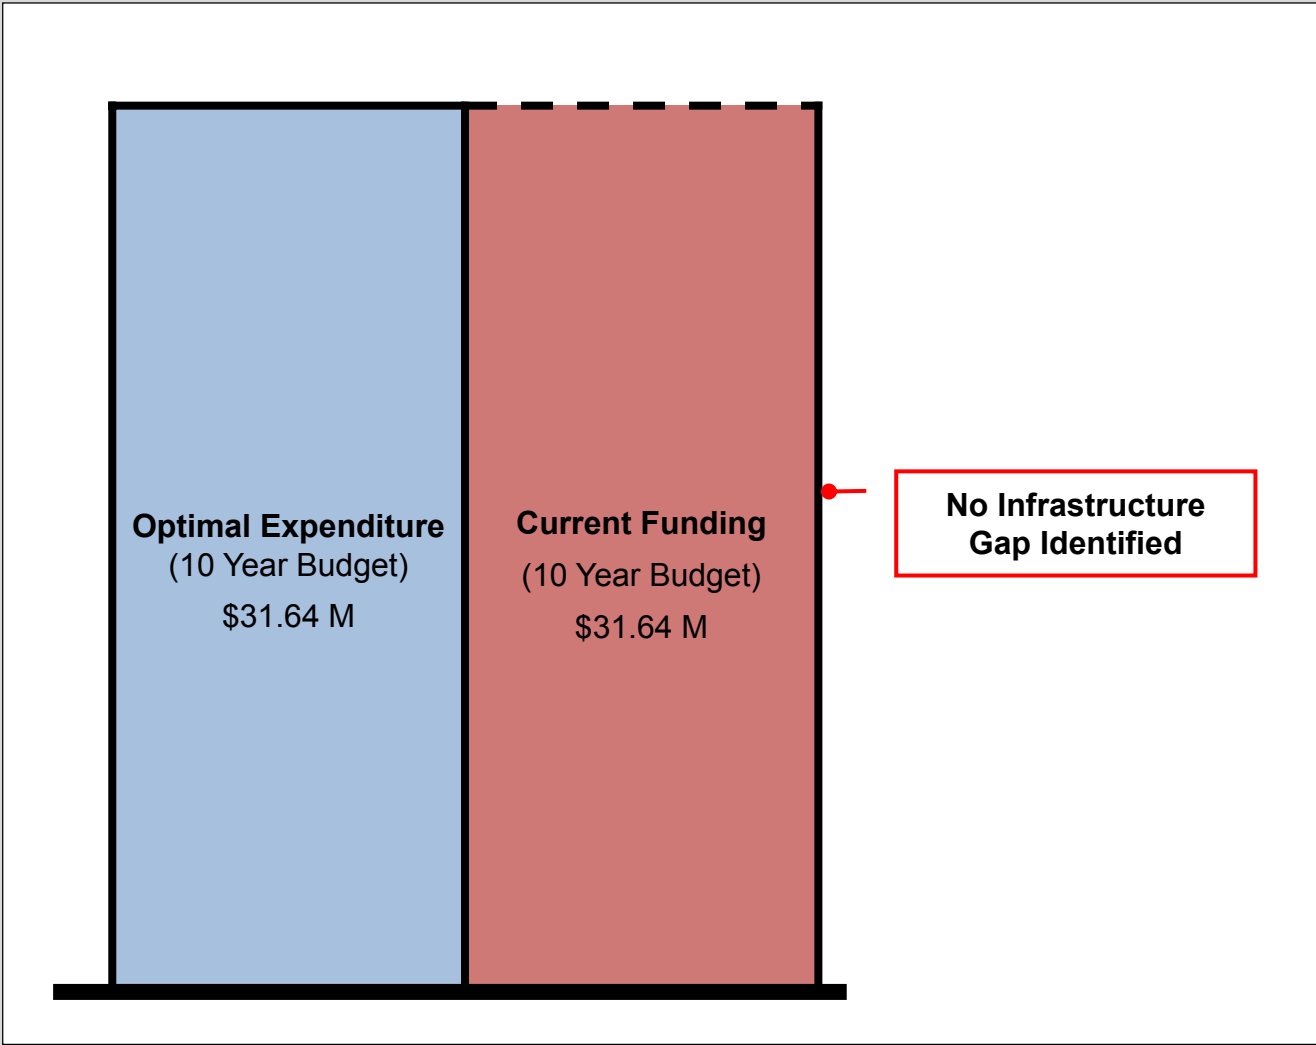 Optimal Expenditure
(10 Year Budget)
$31.64 M
Current Funding
(10 Year Budget)
$31.64 M
No Infrastructure
Gap Identified